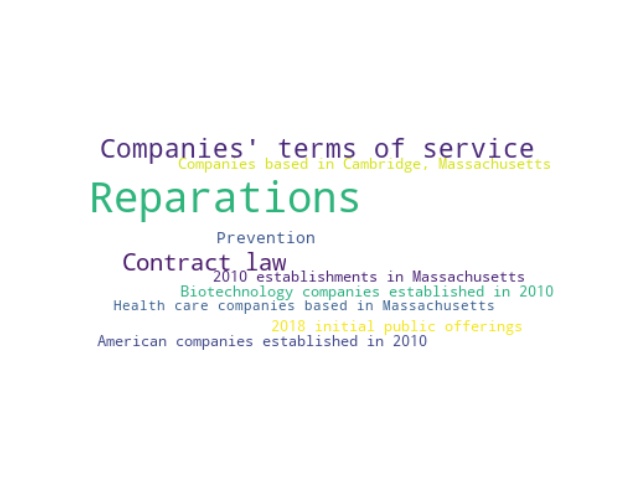 Companies' terms of service
Companies based in Cambridge, Massachusetts
Reparations
Prevention
Contract law
2010 establishments in Massachusetts
Biotechnology companies established in 2010
Health care companies based in Massachusetts
2018 initial public offerings
American companies established in 2010